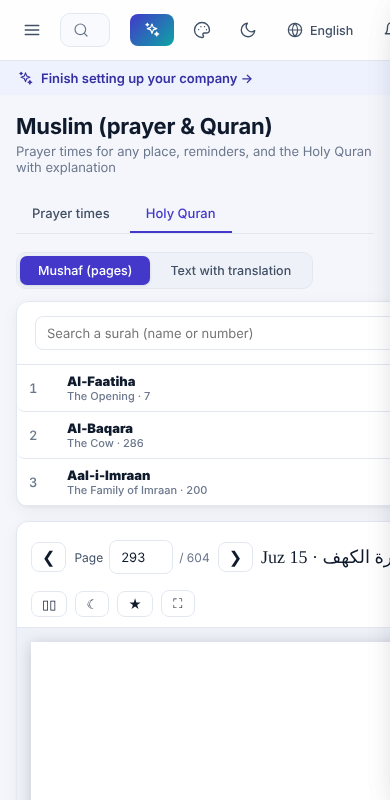 English
Finish setting up your company →
Muslim (prayer & Quran)
Prayer times for any place, reminders, and the Holy Quran
with explanation
Prayer times
Holy Quran
Mushaf (pages)
Text with translation
Search a surah (name or number)
1
Al-Faatiha
The Opening · 7
2
Al-Baqara
The Cow · 286
3
Aal-i-Imraan
The Family of Imraan · 200
❮ Page 293 / 604 ❯ Juz 15 · الكهف